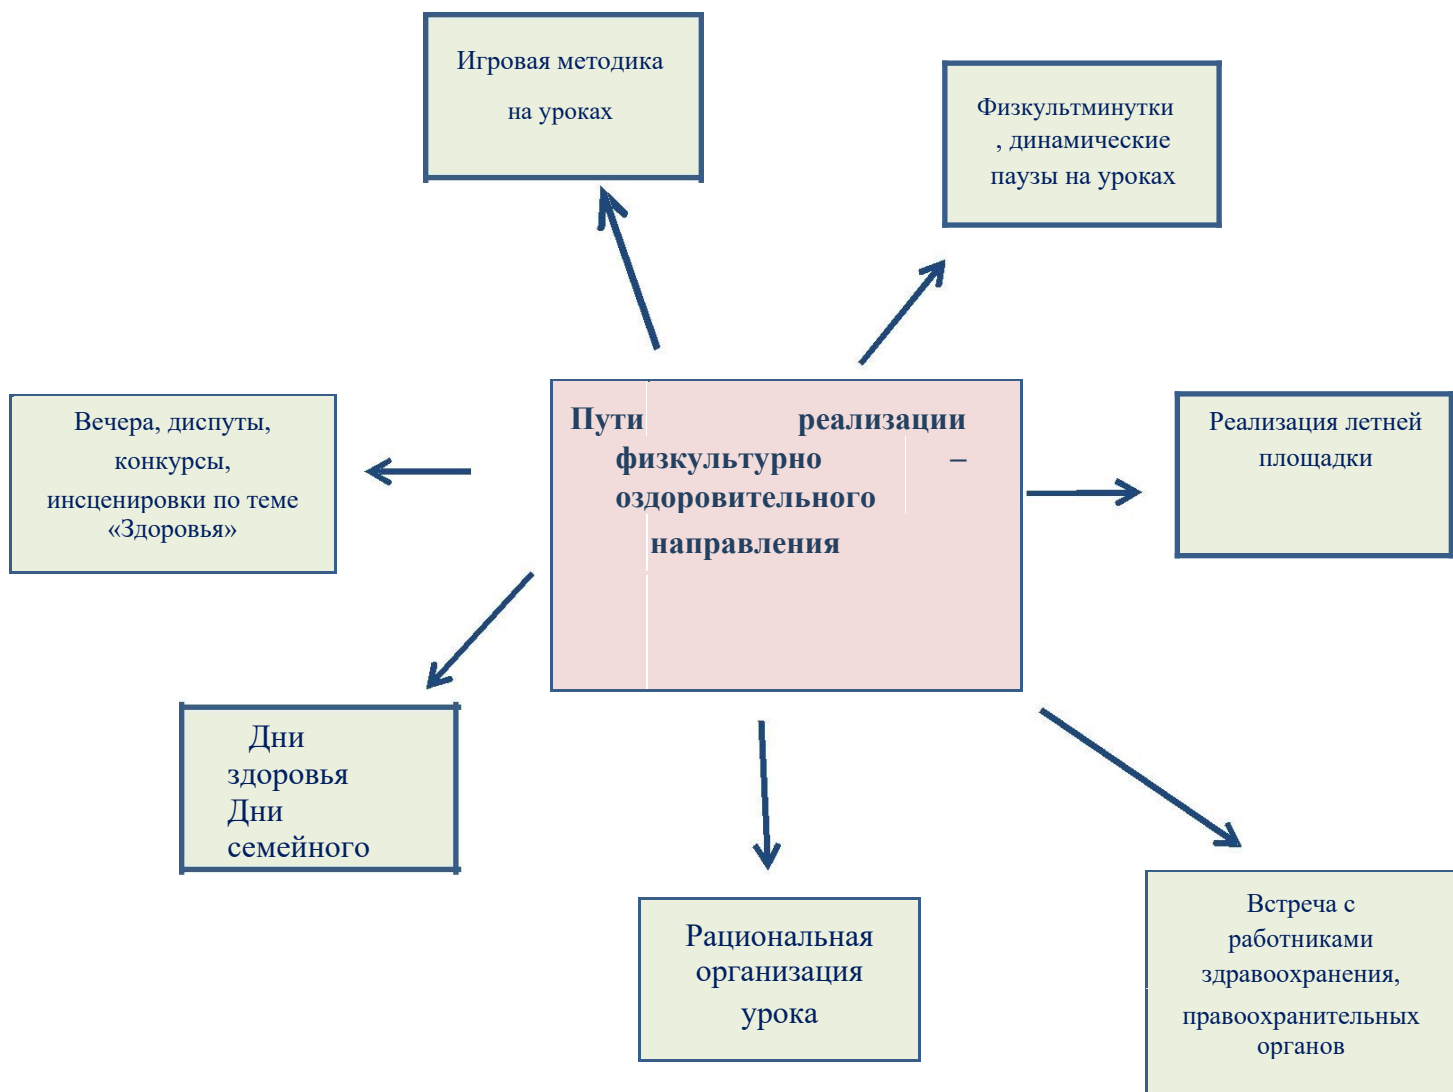 Игровая методика
на уроках
Физкультминутки
, динамические
паузы на уроках
Вечера, диспуты,
конкурсы,
инсценировки по теме
«Здоровья»
Пути реализации
физкультурно –
оздоровительного
направления
Реализация летней
площадки
Дни
здоровья
Дни
семейного
Рациональная
организация
урока
Встреча с
работниками
здравоохранения,
правоохранительных
органов